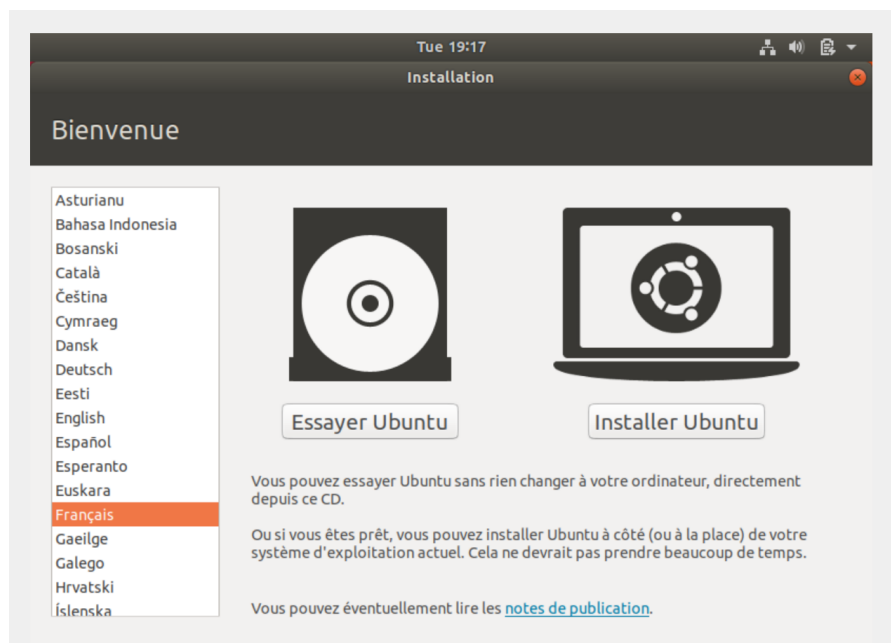 Tue 19:17
Installation
Bienvenue
Asturianu
Bahasa Indonesia
Bosanski
Català
Čeština
Cymraeg
Dansk
Deutsch
Eesti
English
Español
Esperanto
Euskara
Français
Gaeilge
Galego
Hrvatski
Íslenska
Essayer Ubuntu
Installer Ubuntu
Vous pouvez essayer Ubuntu sans rien changer à votre ordinateur, directement
depuis ce CD.
Ou si vous êtes prêt, vous pouvez installer Ubuntu à côté (ou à la place) de votre
système d'exploitation actuel. Cela ne devrait pas prendre beaucoup de temps.
Vous pouvez éventuellement lire les notes de publication.